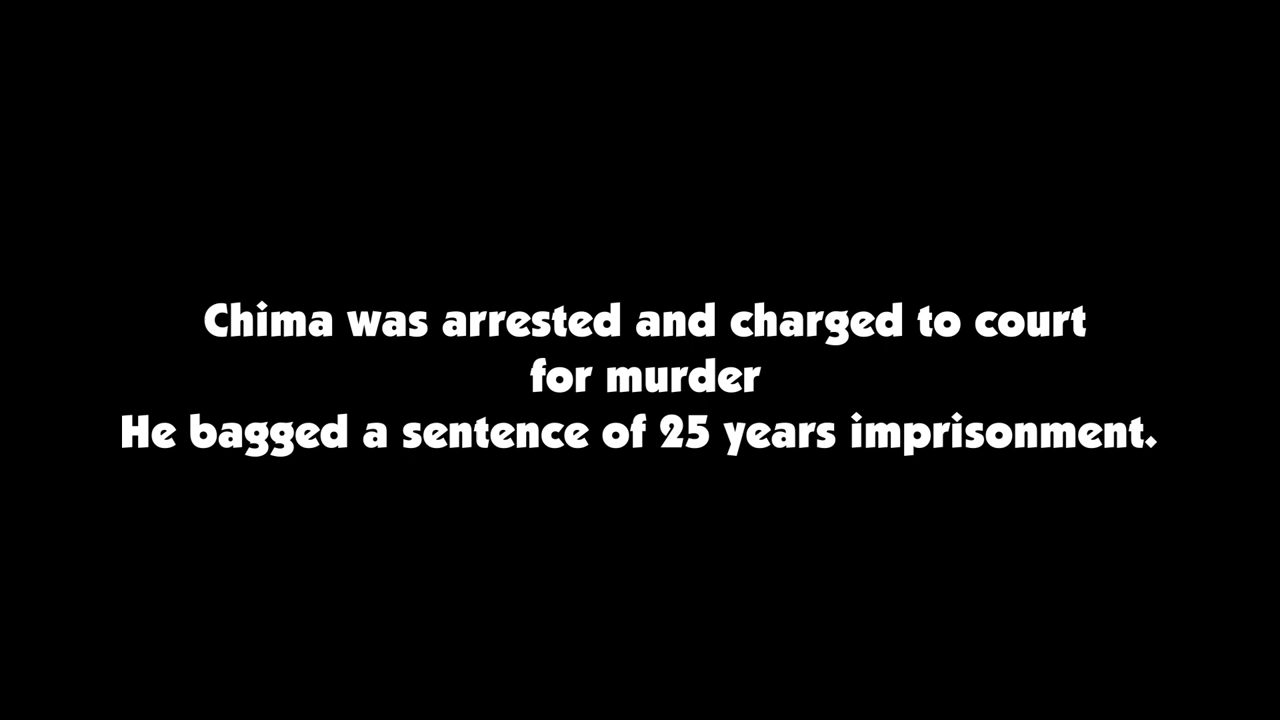 Chima was arrested and charged to court
for murder
He bagged a sentence of 25 years imprisonment.